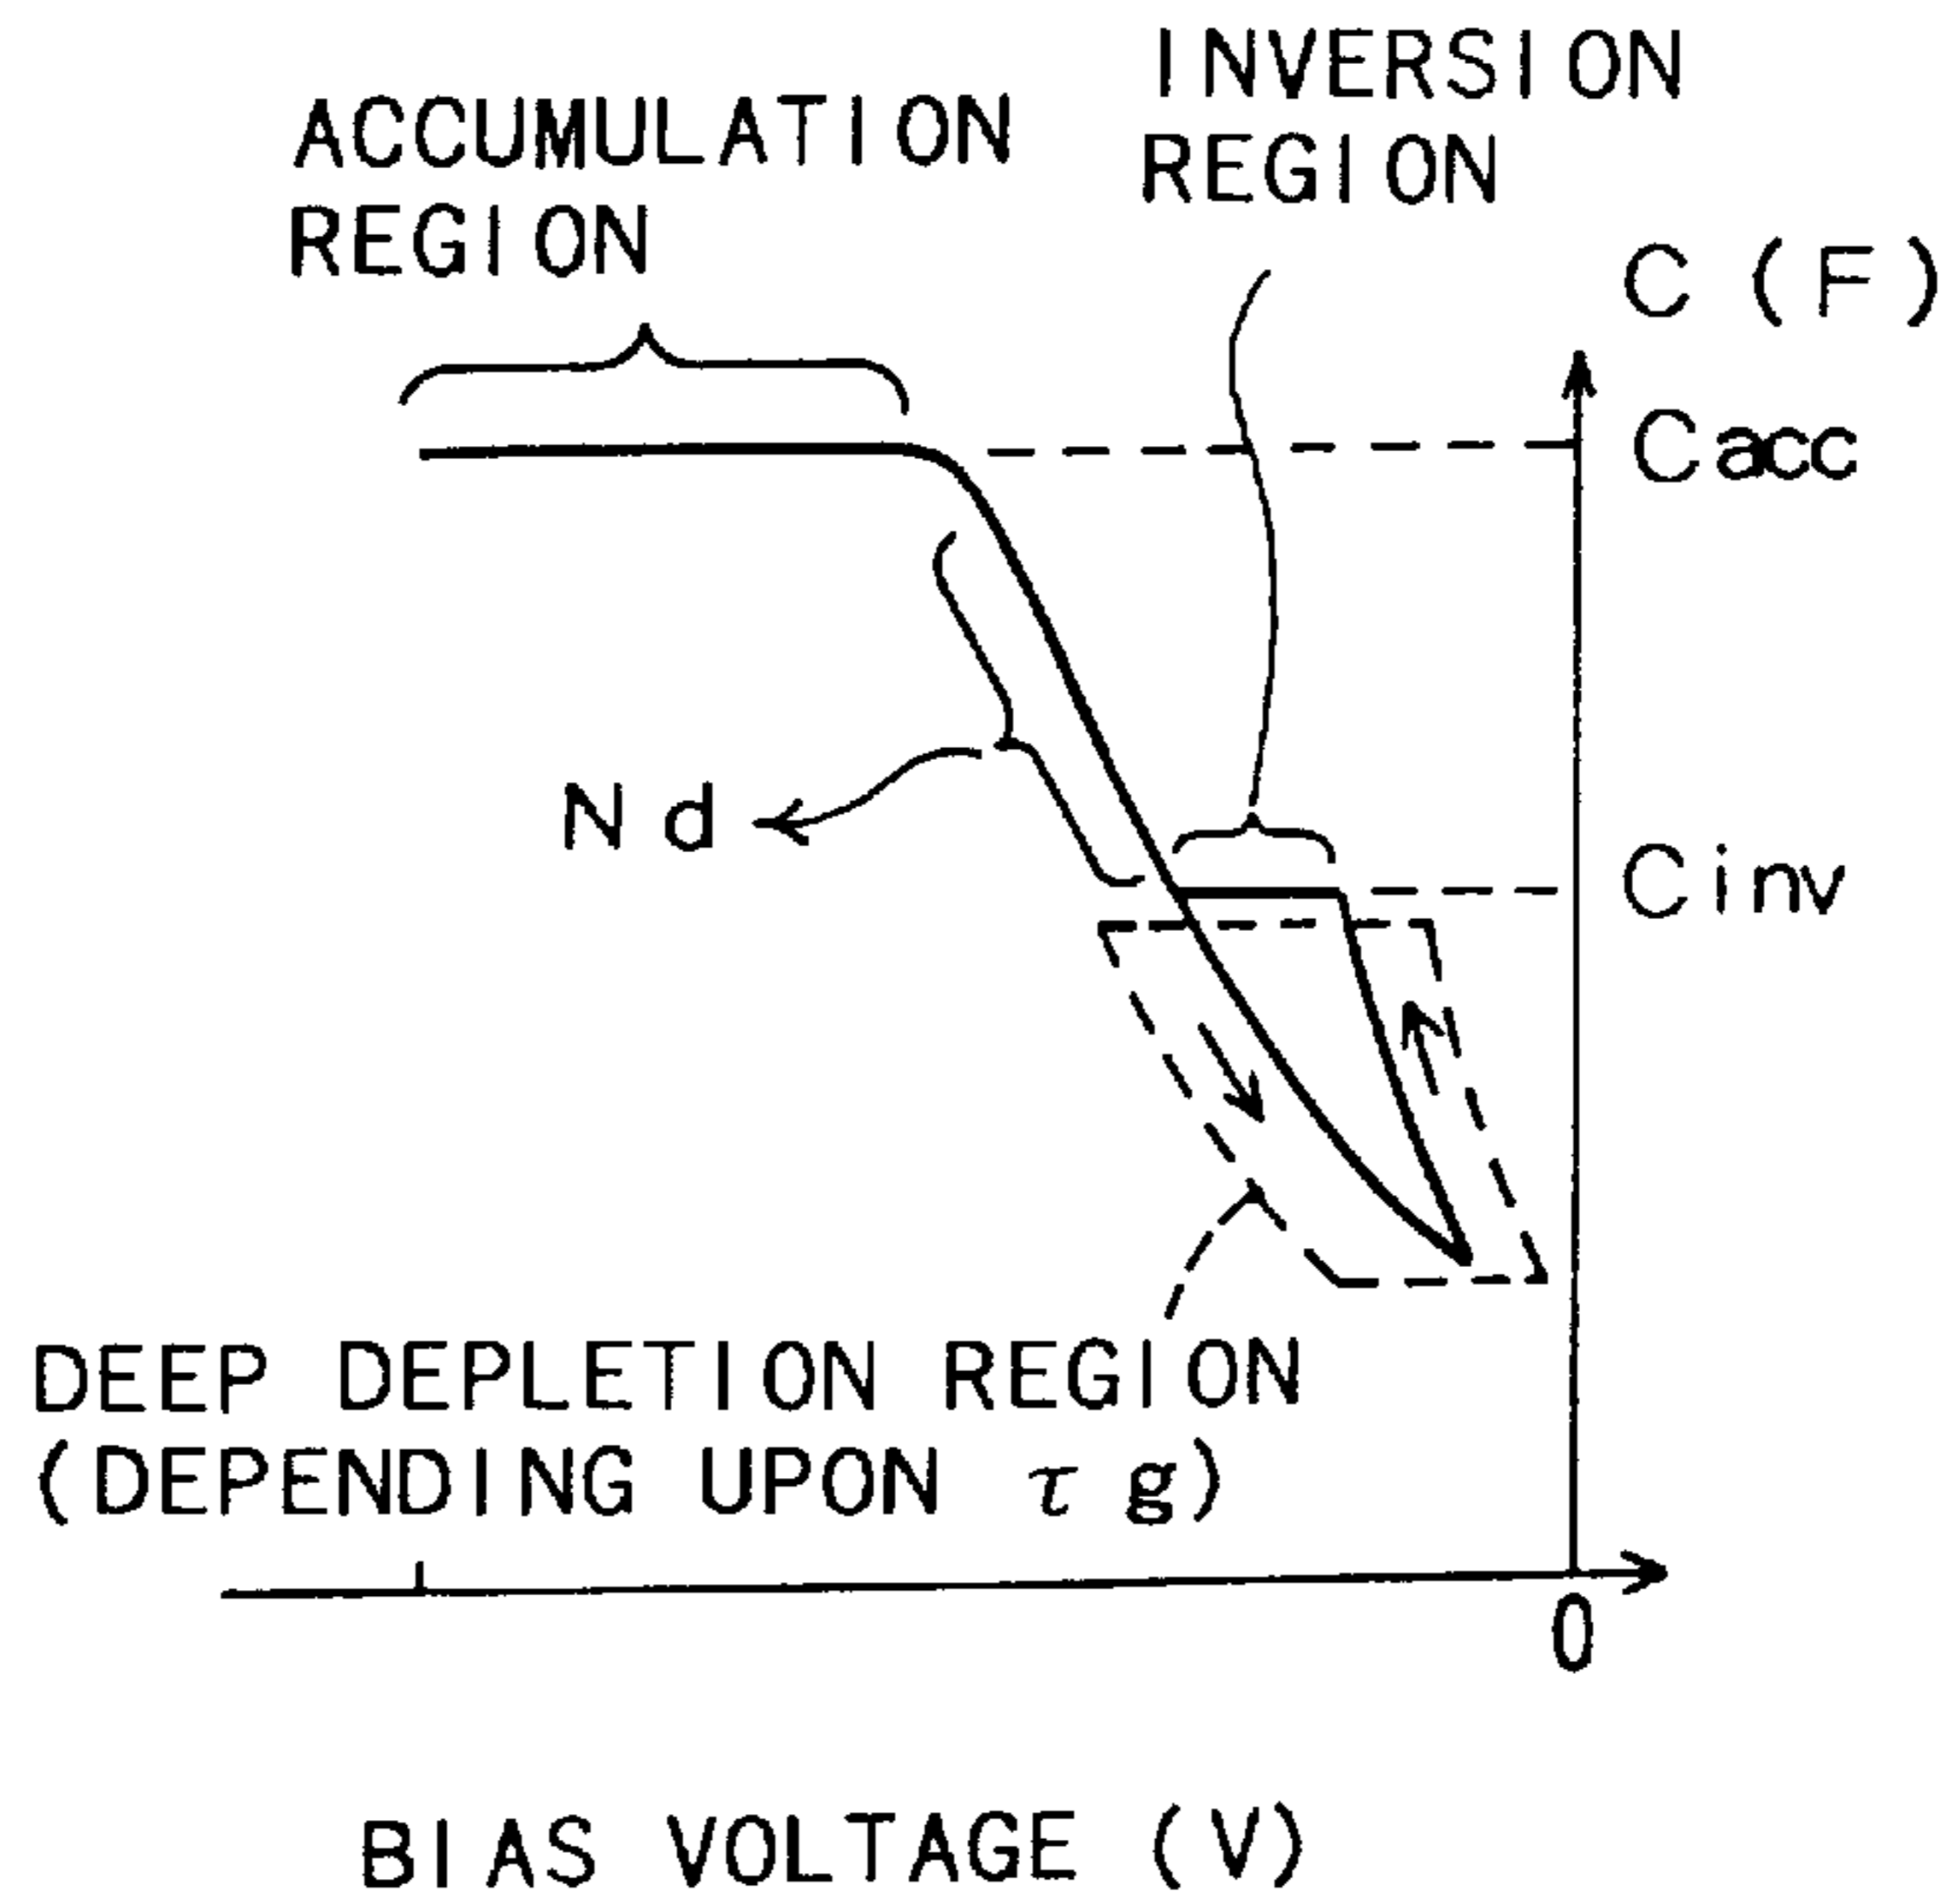 INVERSION
REGION
ACCUMULATION
REGION
C (F)
Cacc
Nd
Cinv
DEEP DEPLETION REGION
(DEPENDING UPON τg)
0
BIAS VOLTAGE (V)